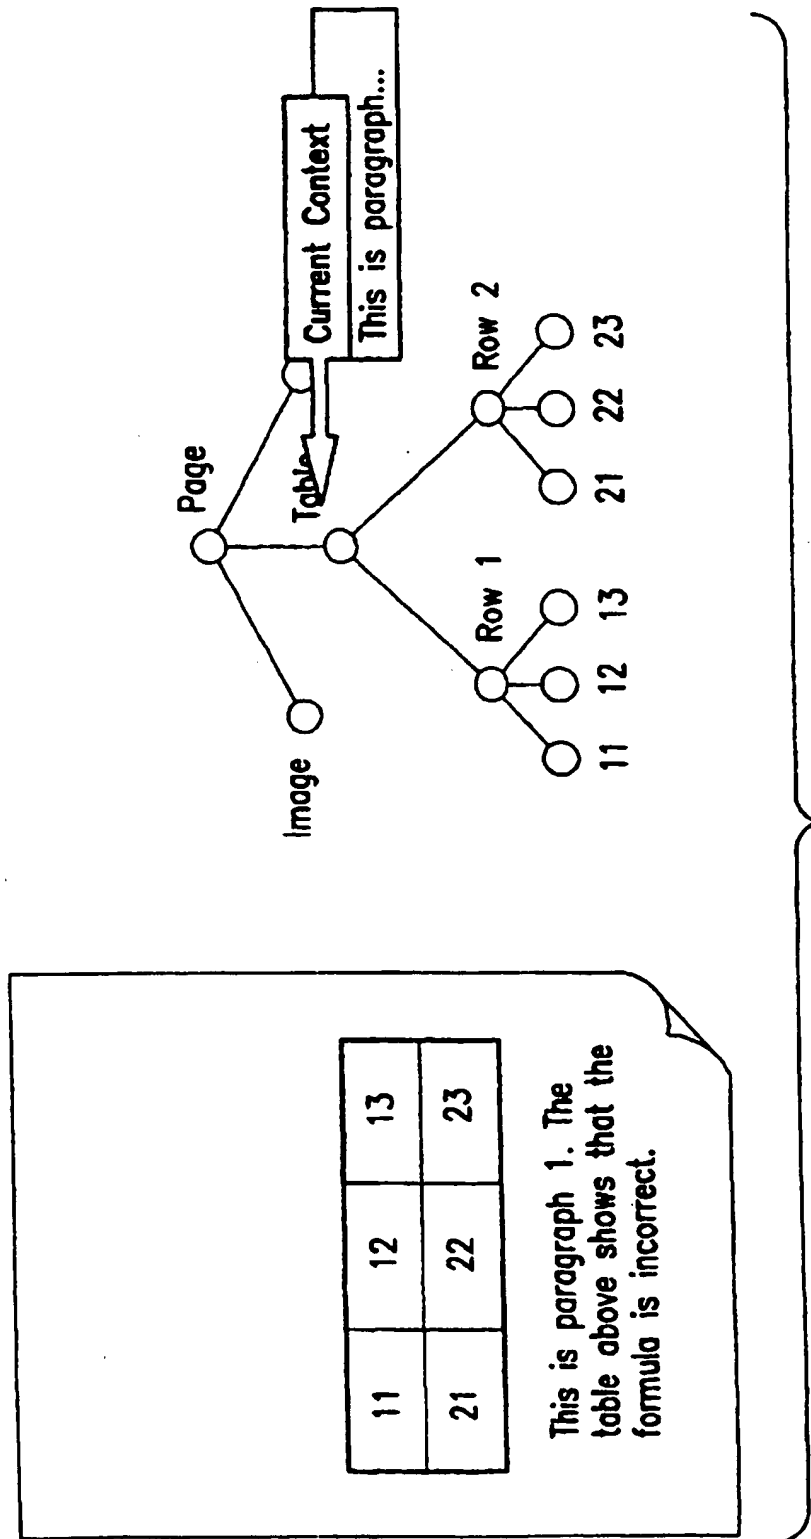 11 12 13
21 22 23
This is paragraph 1. The
table above shows that the
formula is incorrect.
Page
Image
Table
Current Context
This is paragraph...
Row 1
Row 2
11 12 13
21 22 23